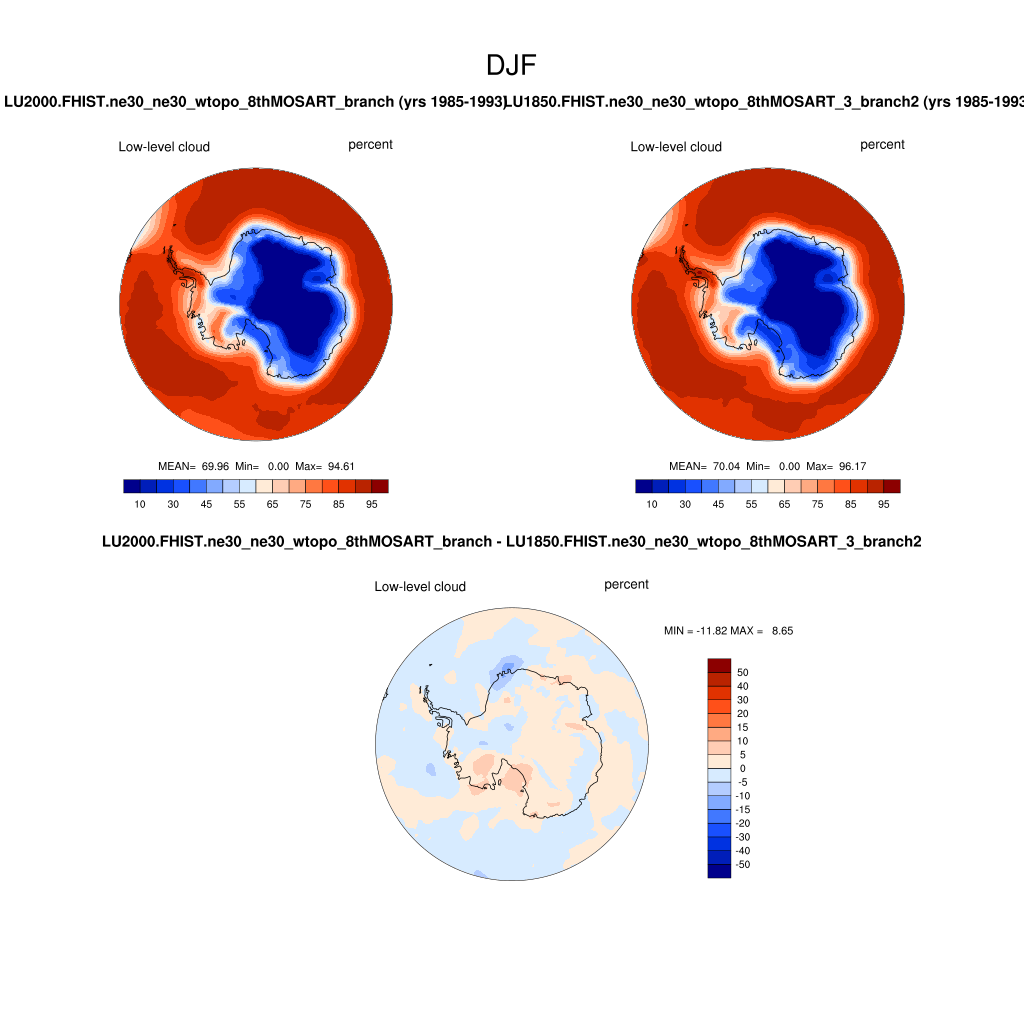 DJF
LU2000.FHIST.ne30_ne30_wtopo_8thMOSART_branch (yrs 1985-1993)
LU1850.FHIST.ne30_ne30_wtopo_8thMOSART_3_branch2 (yrs 1985-1993
Low-level cloud percent
Low-level cloud percent
MEAN= 69.96 Min= 0.00 Max= 94.61
MEAN= 70.04 Min= 0.00 Max= 96.17
10 30 45 55 65 75 85 95
10 30 45 55 65 75 85 95
LU2000.FHIST.ne30_ne30_wtopo_8thMOSART_branch - LU1850.FHIST.ne30_ne30_wtopo_8thMOSART_3_branch2
Low-level cloud percent
MIN = -11.82 MAX = 8.65
50
40
30
20
15
10
5
0
-5
-10
-15
-20
-30
-40
-50